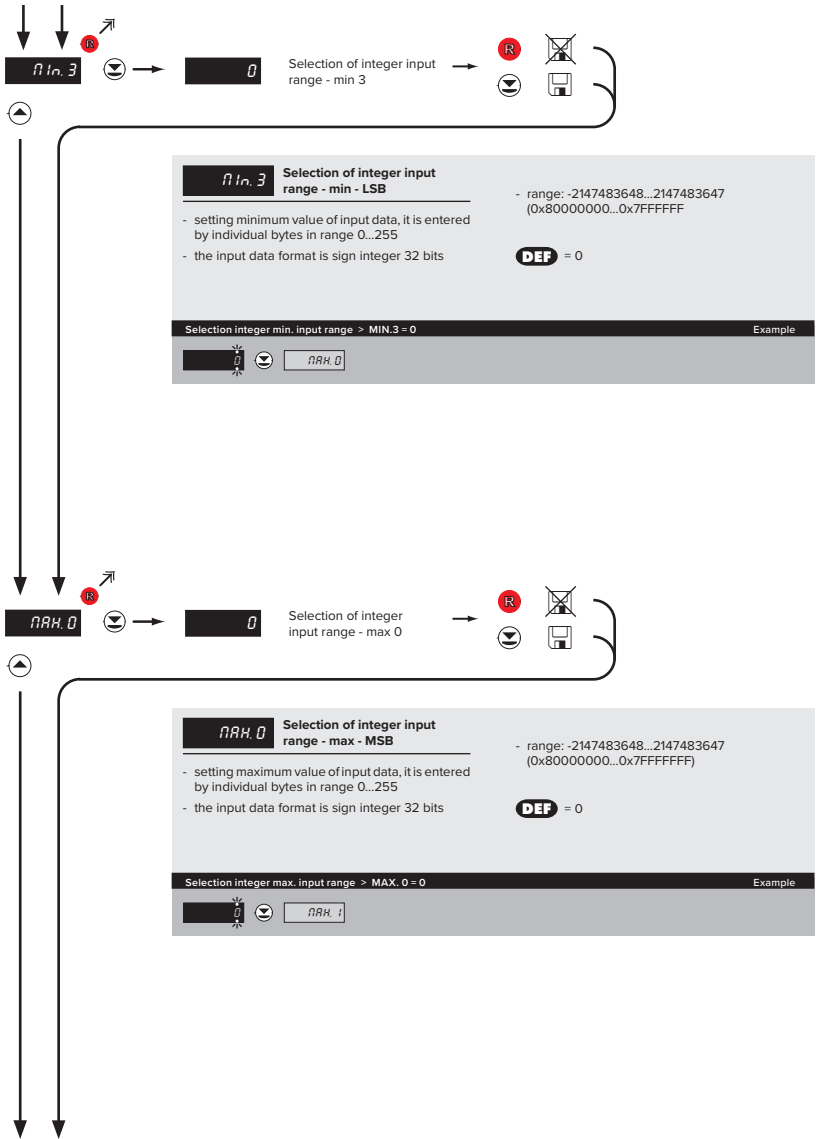 R
MIn. 3
0
Selection of integer input
range - min 3
R
MIn. 3
Selection of integer input
range - min - LSB
- setting minimum value of input data, it is entered
by individual bytes in range 0...255
- the input data format is sign integer 32 bits
- range: -2147483648...2147483647
(0x80000000...0x7FFFFFF
DEF = 0
Selection integer min. input range > MIN.3 = 0
Example
0
MAX. 0
R
MAX. 0
0
Selection of integer
input range - max 0
R
MAX. 0
Selection of integer input
range - max - MSB
- setting maximum value of input data, it is entered
by individual bytes in range 0...255
- the input data format is sign integer 32 bits
- range: -2147483648...2147483647
(0x80000000...0x7FFFFFFF)
DEF = 0
Selection integer max. input range > MAX. 0 = 0
Example
0
MAX. 1